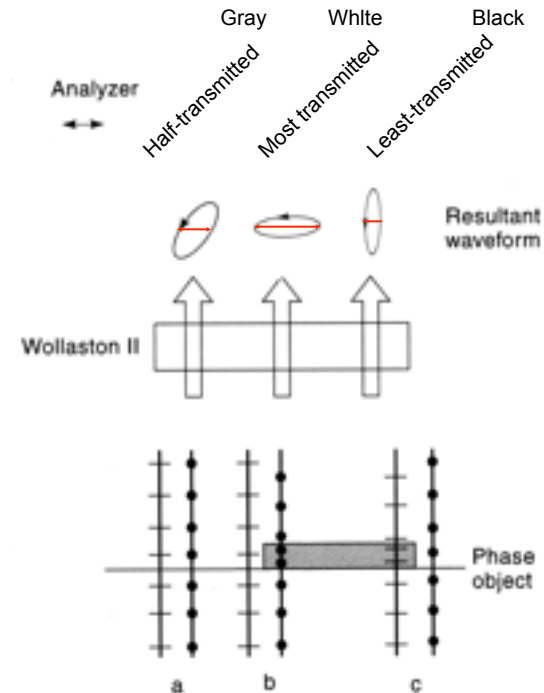 Gray Whlte Black
Analyzer
Half-transmitted
Most transmitted
Least-transmitted
Resultant
waveform
Wollaston II
Phase
object
a b c